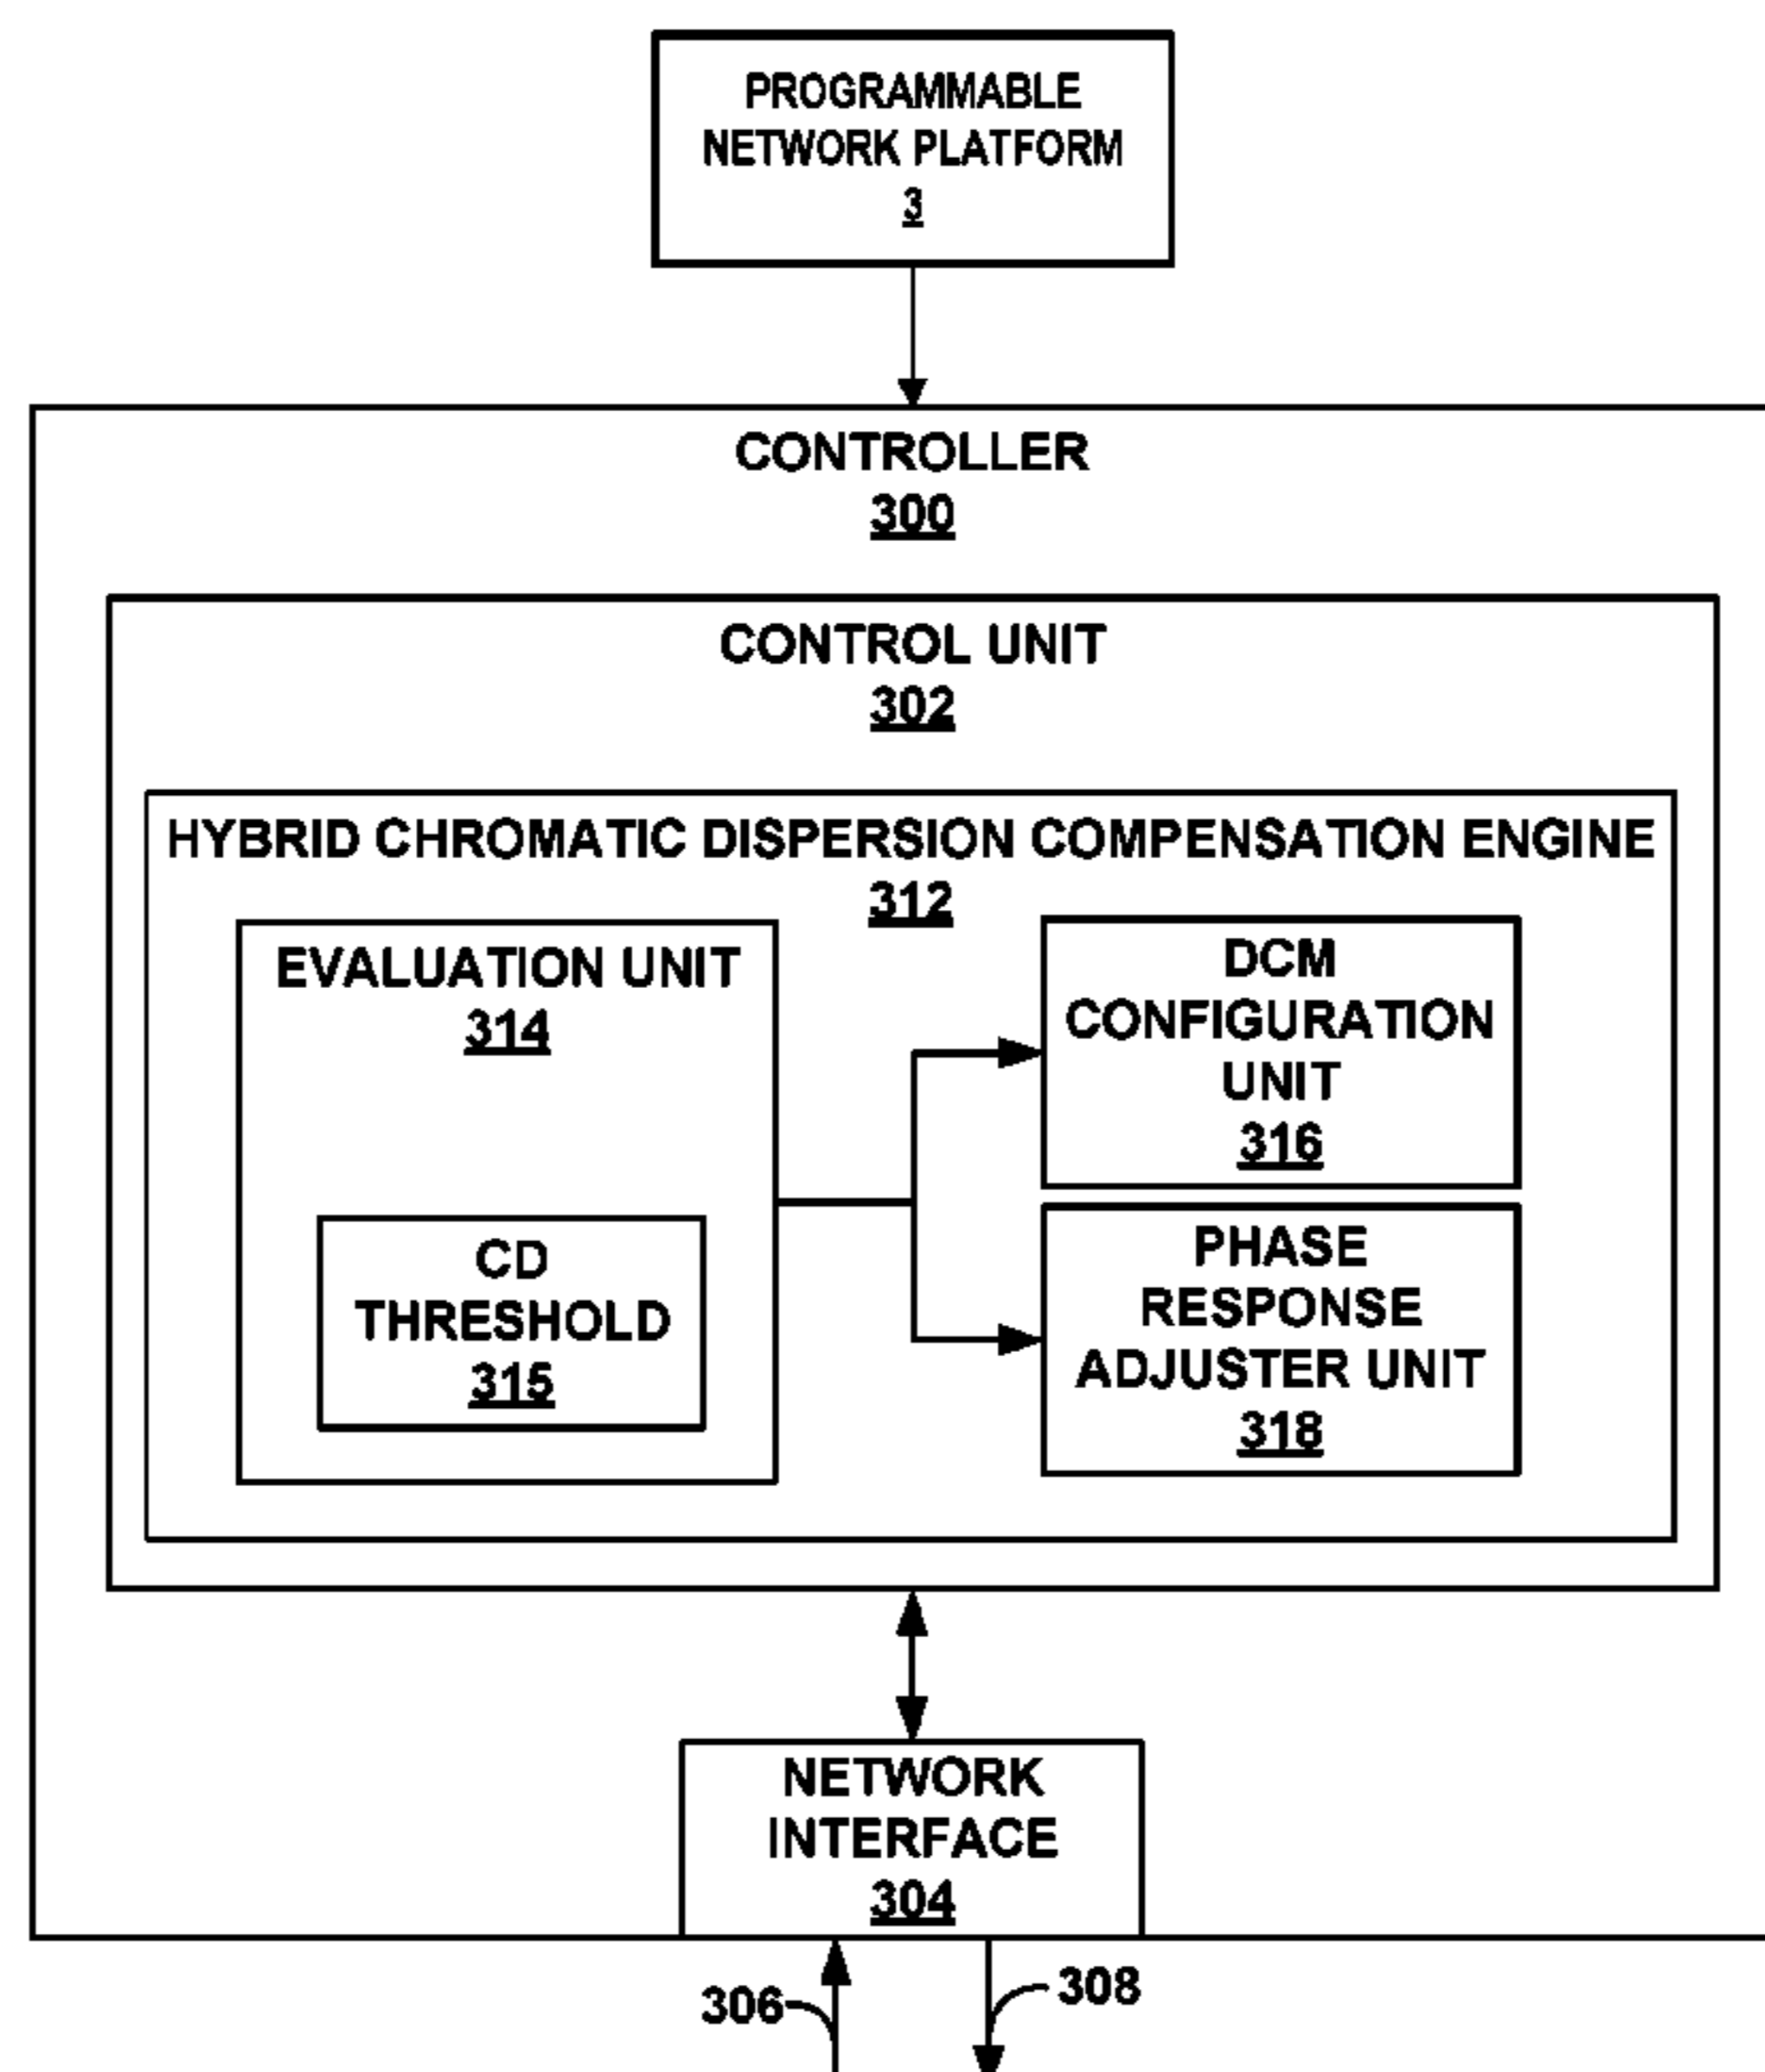 PROGRAMMABLE
NETWORK PLATFORM
3
CONTROLLER
300
CONTROL UNIT
302
HYBRID CHROMATIC DISPERSION COMPENSATION ENGINE
312
EVALUATION UNIT
314
CD
THRESHOLD
315
DCM
CONFIGURATION
UNIT
316
PHASE
RESPONSE
ADJUSTER UNIT
318
NETWORK
INTERFACE
304
306
308